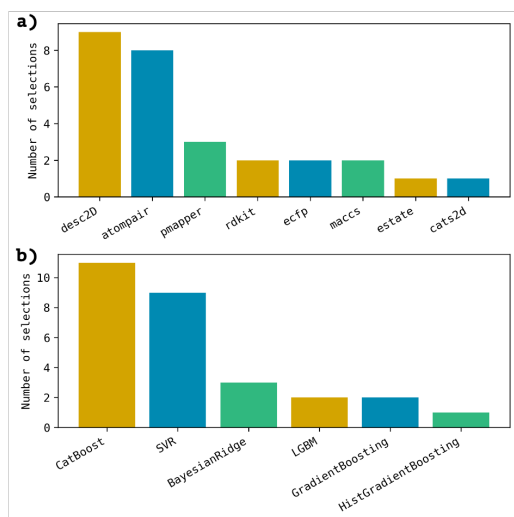 a)
Number of selections
8
6
4
2
0
desc2D
atompair
pmapper
rdkit
ecfp
maccs
estate
cats2d
b)
Number of selections
10
8
6
4
2
0
CatBoost
SVR
BayesianRidge
LGBM
GradientBoosting
HistGradientBoosting